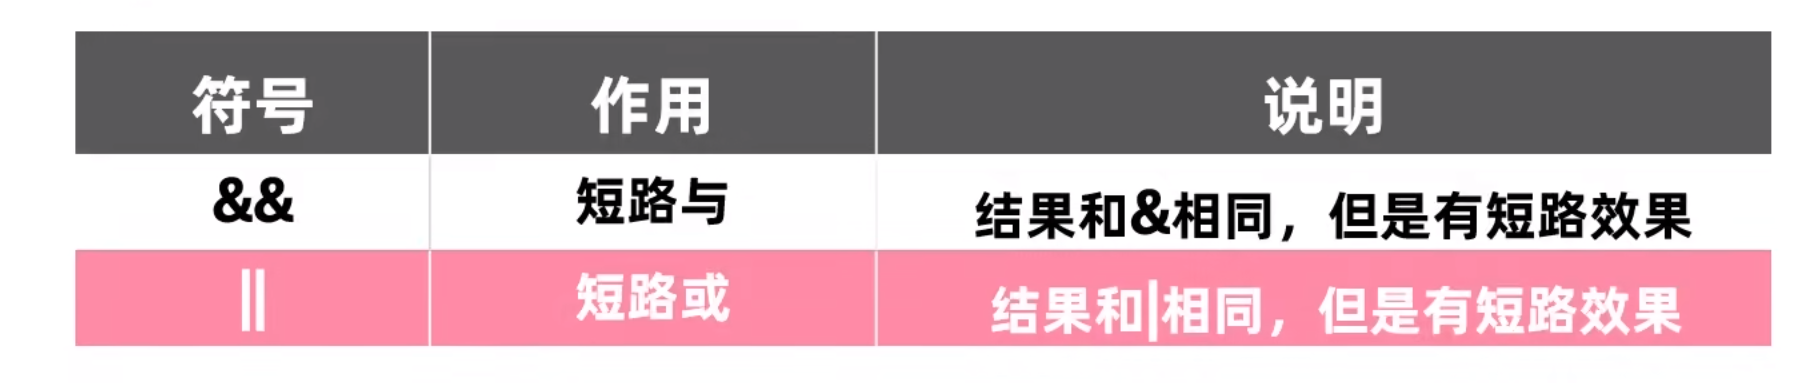 符号 作用 说明
&& 短路与 结果和&相同，但是有短路效果
|| 短路或 结果和|相同，但是有短路效果